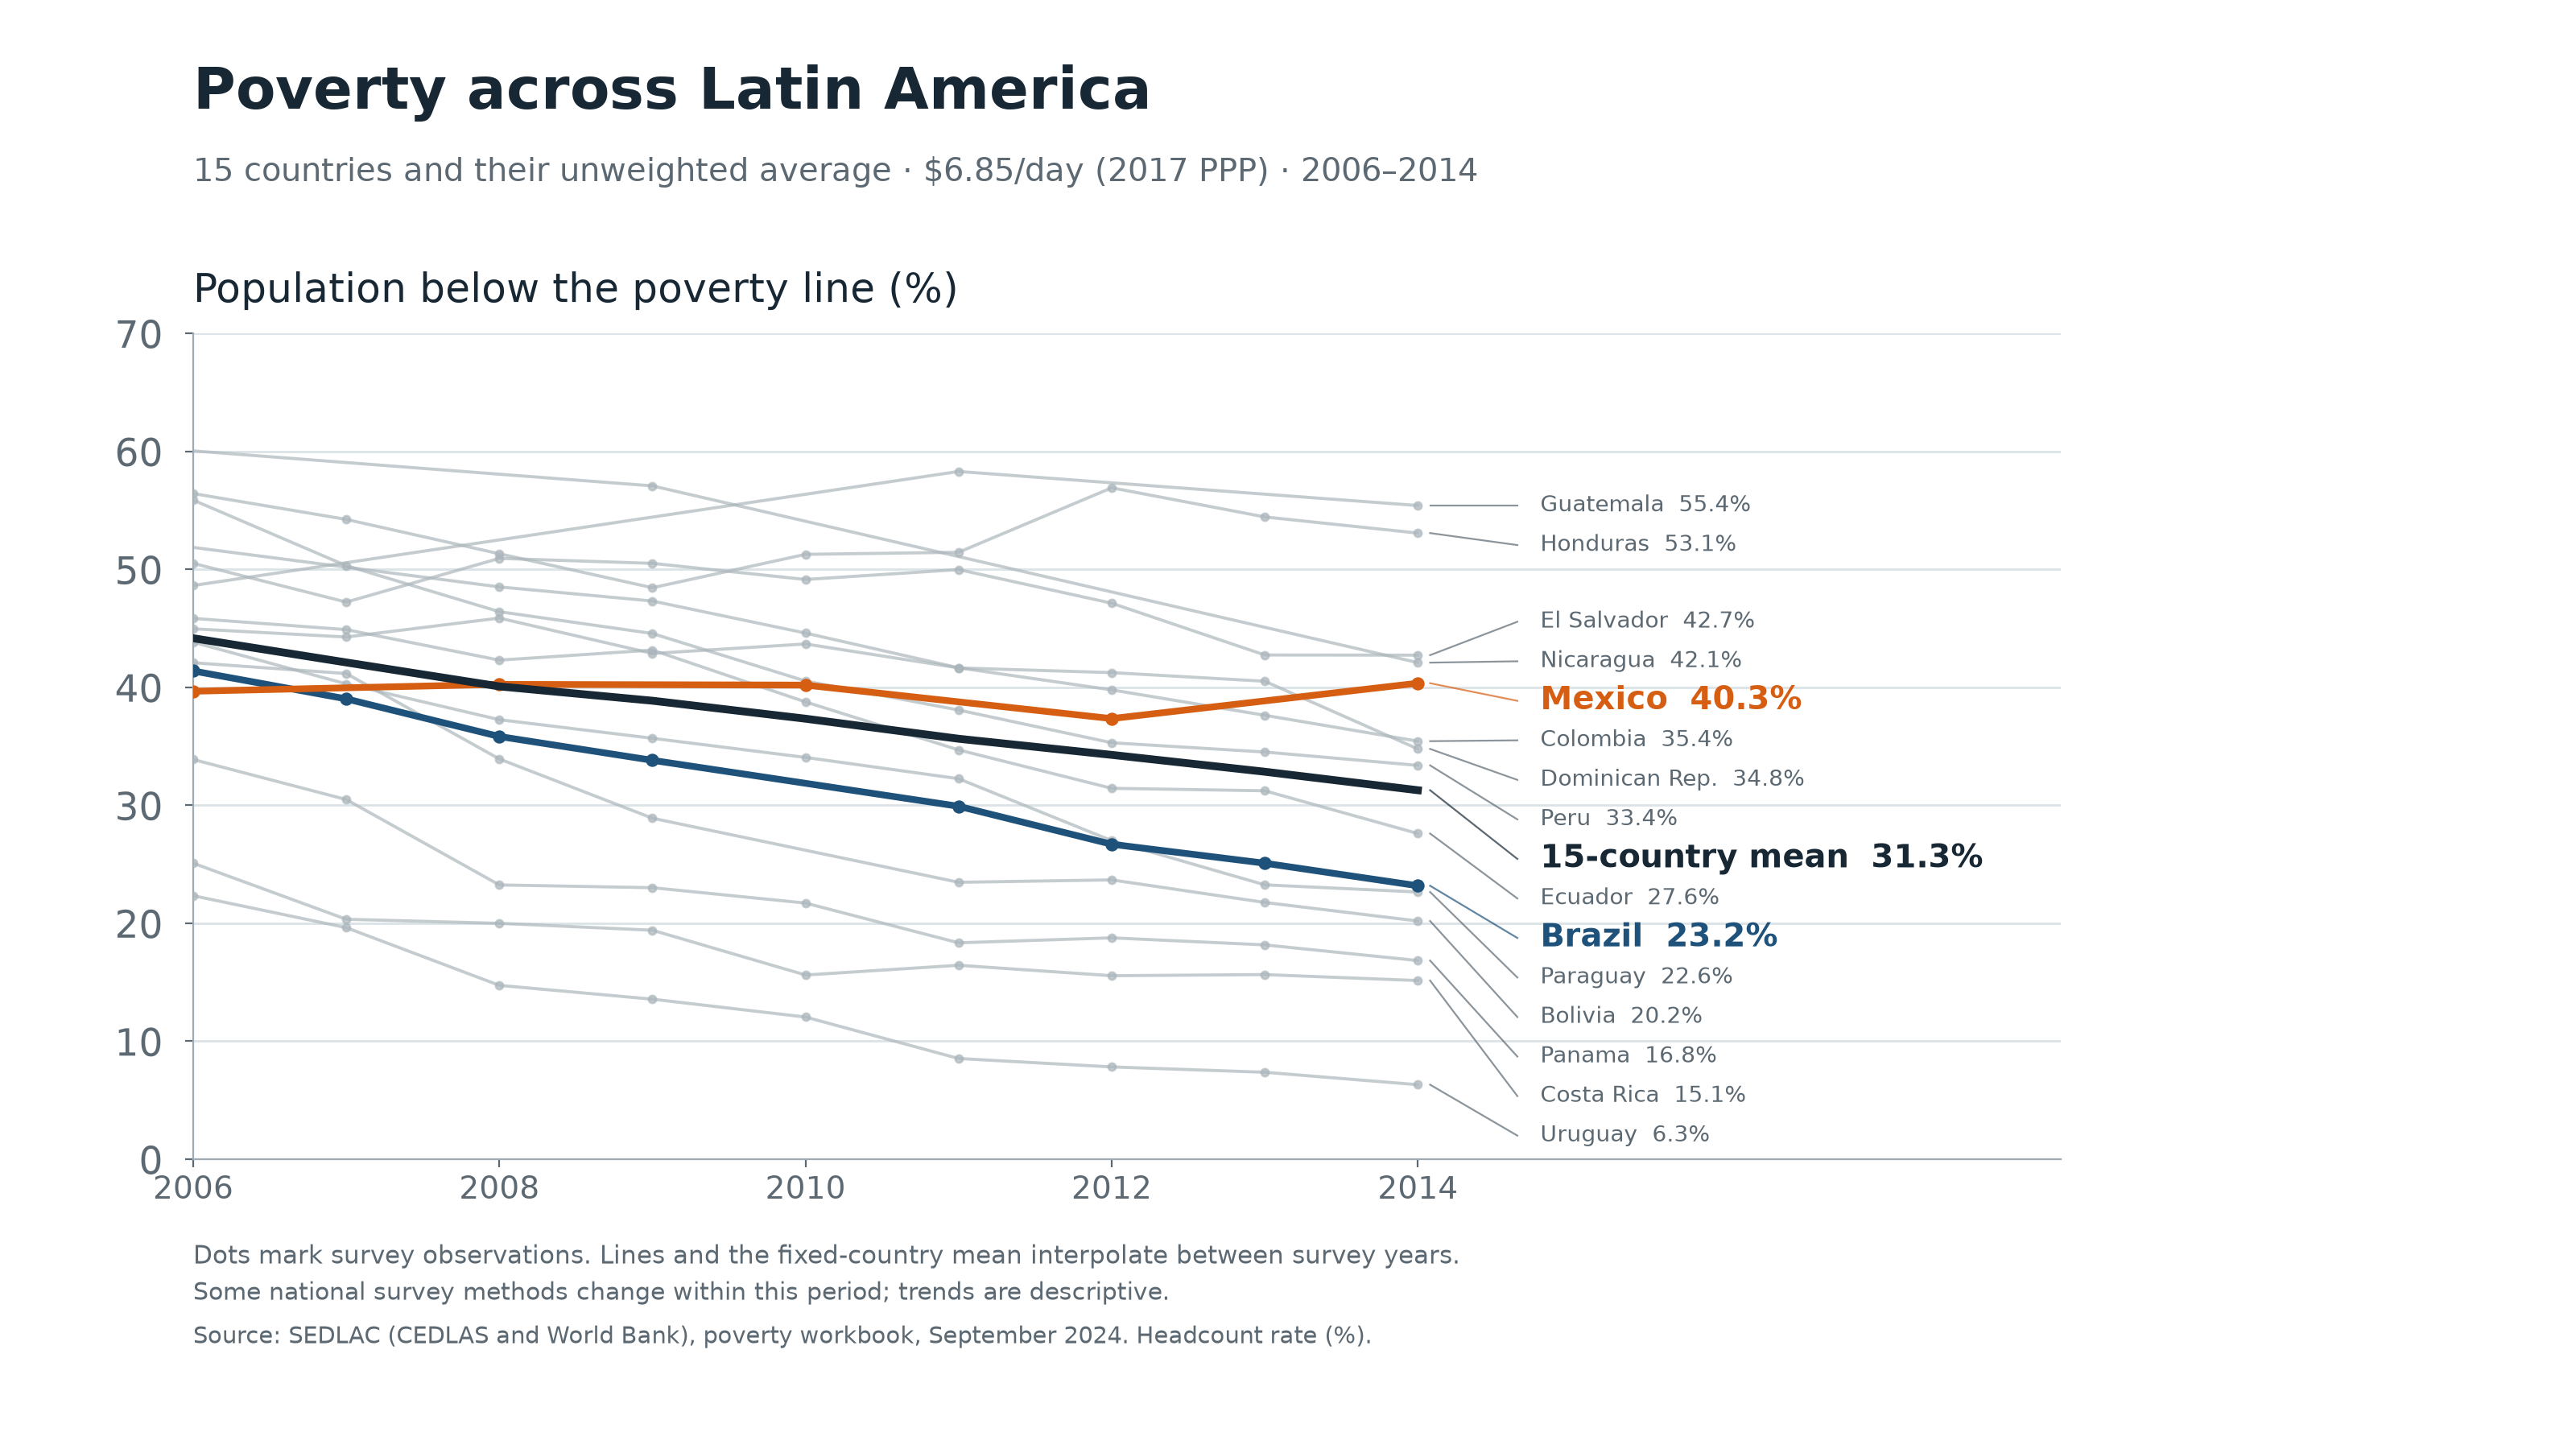 Poverty across Latin America
15 countries and their unweighted average · $6.85/day (2017 PPP) · 2006–2014
Population below the poverty line (%)
70
60
50
40
30
20
10
0
2006
2008
2010
2012
2014
Guatemala 55.4%
Honduras 53.1%
El Salvador 42.7%
Nicaragua 42.1%
Mexico 40.3%
Colombia 35.4%
Dominican Rep. 34.8%
Peru 33.4%
15-country mean 31.3%
Ecuador 27.6%
Brazil 23.2%
Paraguay 22.6%
Bolivia 20.2%
Panama 16.8%
Costa Rica 15.1%
Uruguay 6.3%
Dots mark survey observations. Lines and the fixed-country mean interpolate between survey years.
Some national survey methods change within this period; trends are descriptive.
Source: SEDLAC (CEDLAS and World Bank), poverty workbook, September 2024. Headcount rate (%).